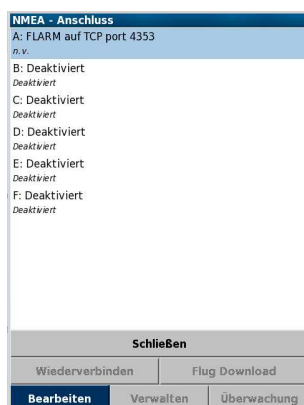 NMEA - Anschluss
A: FLARM auf TCP port 4353
n.v.
B: Deaktiviert
Deaktiviert
C: Deaktiviert
Deaktiviert
D: Deaktiviert
Deaktiviert
E: Deaktiviert
Deaktiviert
F: Deaktiviert
Deaktiviert
Schließen
Wiederverbinden Flug Download
Bearbeiten Verwalten Überwachung